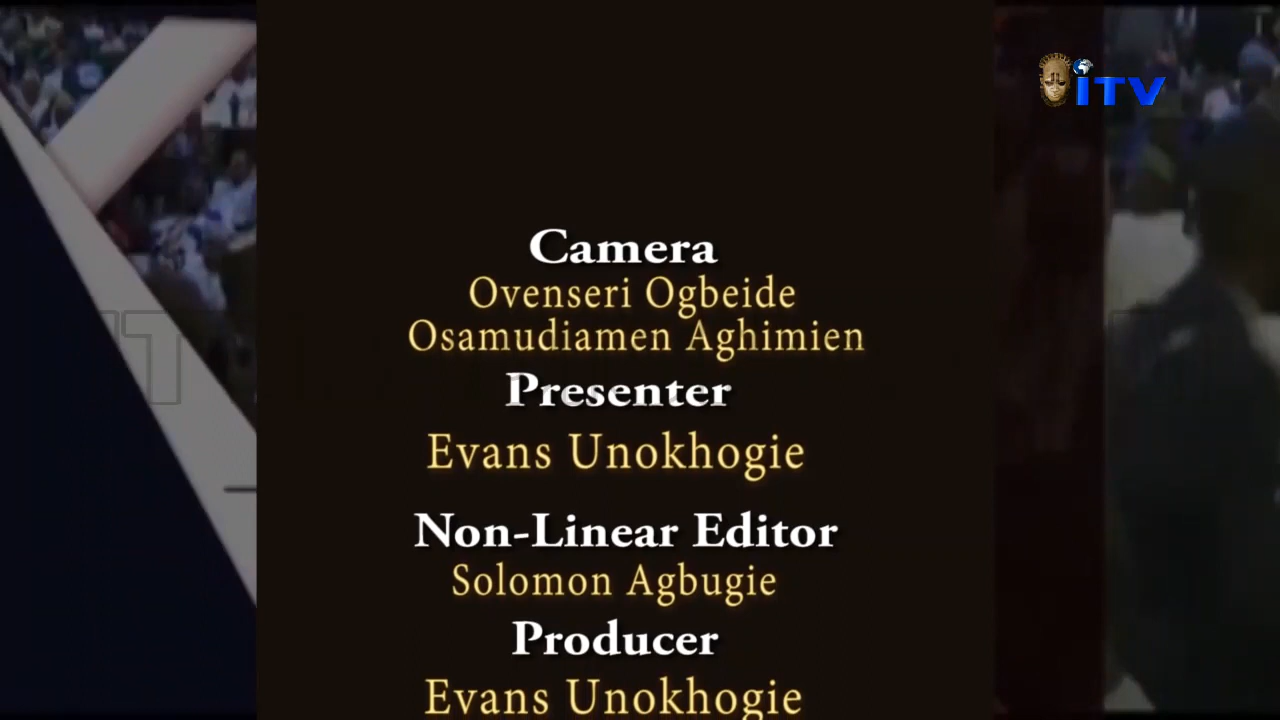 iTV
Camera
Ovenseri Ogbeide
Osamudiamen Aghimien
Presenter
Evans Unokhogie
Non-Linear Editor
Solomon Agbugie
Producer
Evans Unokhogie